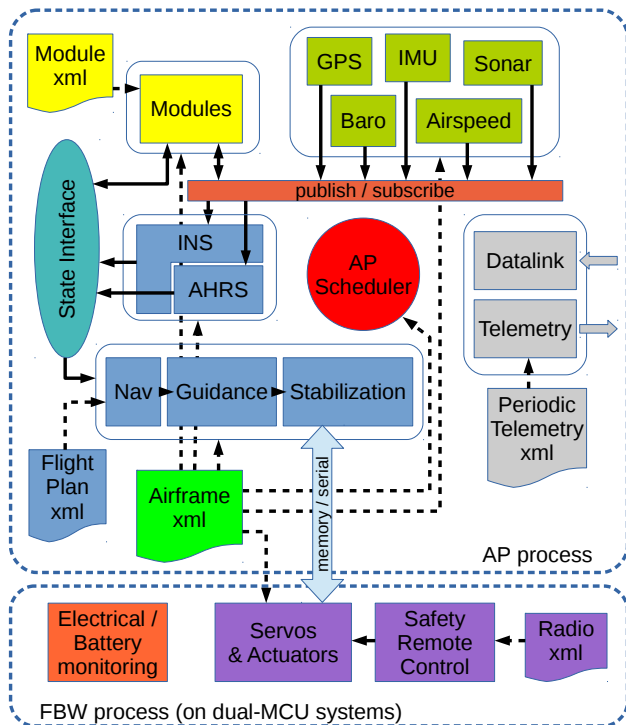 Module
xml
Modules
GPS
IMU
Sonar
Baro
Airspeed
publish / subscribe
State Interface
INS
AHRS
AP
Scheduler
Datalink
Telemetry
Nav
Guidance
Stabilization
Periodic
Telemetry
xml
Flight
Plan
xml
Airframe
xml
memory / serial
AP process
Electrical /
Battery
monitoring
Servos
& Actuators
Safety
Remote
Control
Radio
xml
FBW process (on dual-MCU systems)